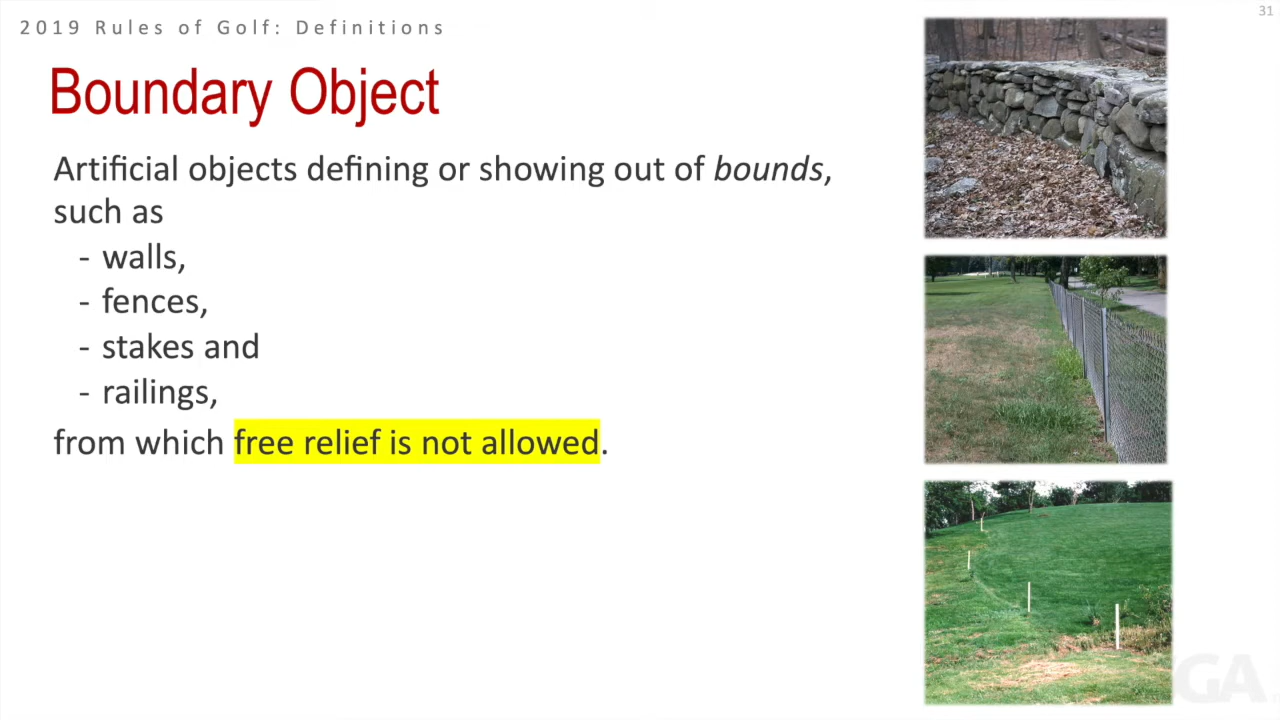 31
2019 Rules of Golf: Definitions
Boundary Object
Artificial objects defining or showing out of bounds,
such as
- walls,
- fences,
- stakes and
- railings,
from which free relief is not allowed.
GA